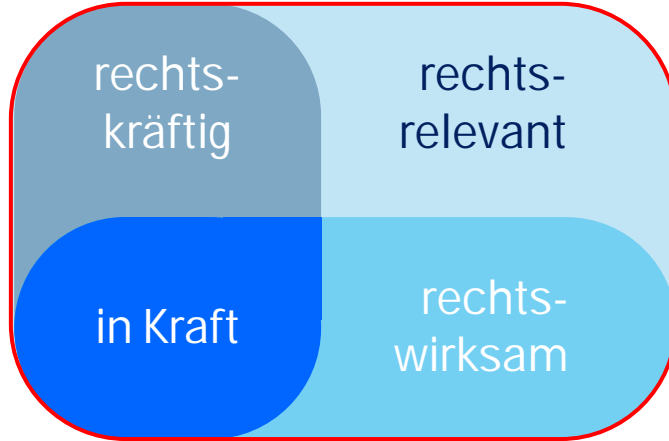 rechts-
kräftig
rechts-
relevant
in Kraft
rechts-
wirksam